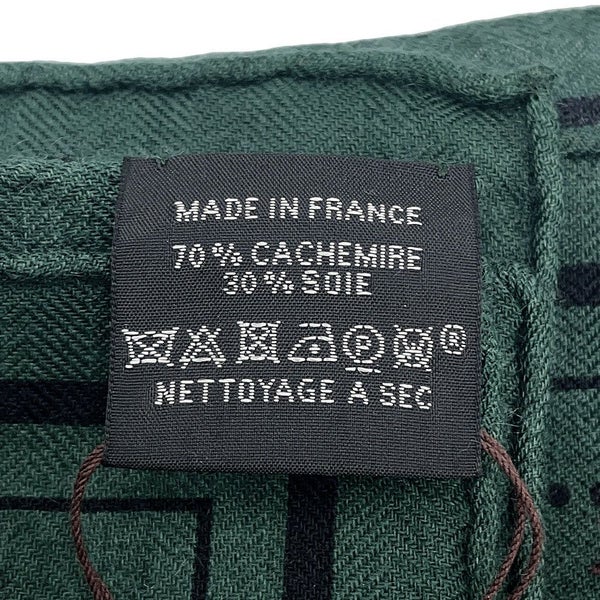 MADE IN FRANCE
70% CACHEMIRE
30% SOIE
P ®
NETTOYAGE A SEC